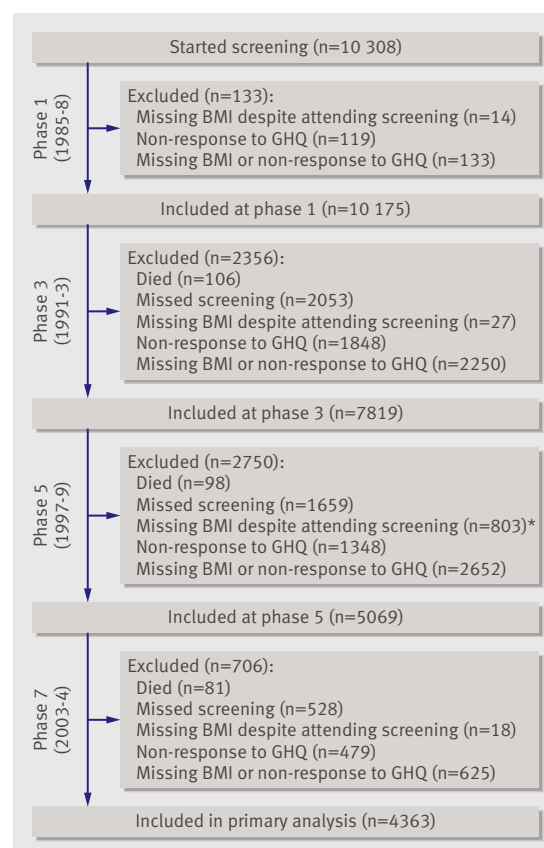 Started screening (n=10 308)
Phase 1
(1985-8)
Excluded (n=133):
Missing BMI despite attending screening (n=14)
Non-response to GHQ (n=119)
Missing BMI or non-response to GHQ (n=133)
Included at phase 1 (n=10 175)
Phase 3
(1991-3)
Excluded (n=2356):
Died (n=106)
Missed screening (n=2053)
Missing BMI despite attending screening (n=27)
Non-response to GHQ (n=1848)
Missing BMI or non-response to GHQ (n=2250)
Included at phase 3 (n=7819)
Phase 5
(1997-9)
Excluded (n=2750):
Died (n=98)
Missed screening (n=1659)
Missing BMI despite attending screening (n=803)*
Non-response to GHQ (n=1348)
Missing BMI or non-response to GHQ (n=2652)
Included at phase 5 (n=5069)
Phase 7
(2003-4)
Excluded (n=706):
Died (n=81)
Missed screening (n=528)
Missing BMI despite attending screening (n=18)
Non-response to GHQ (n=479)
Missing BMI or non-response to GHQ (n=625)
Included in primary analysis (n=4363)